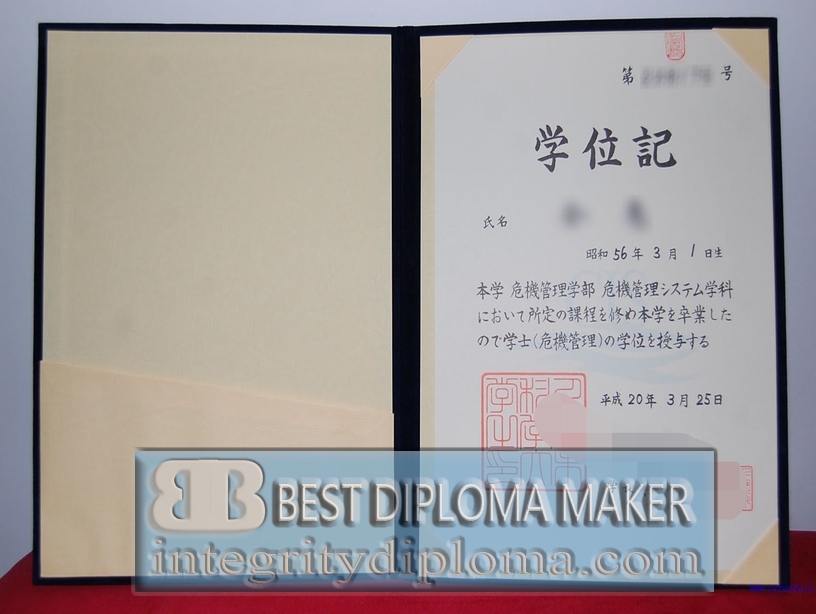 第 号
学位記
氏名
昭和56年3月1日生
本学 危機管理学部 危機管理システム学科
において所定の課程を修め本学を卒業した
ので学士(危機管理)の学位を授与する
平成20年3月25日
BB BEST DIPLOMA MAKER
integritydiploma.com